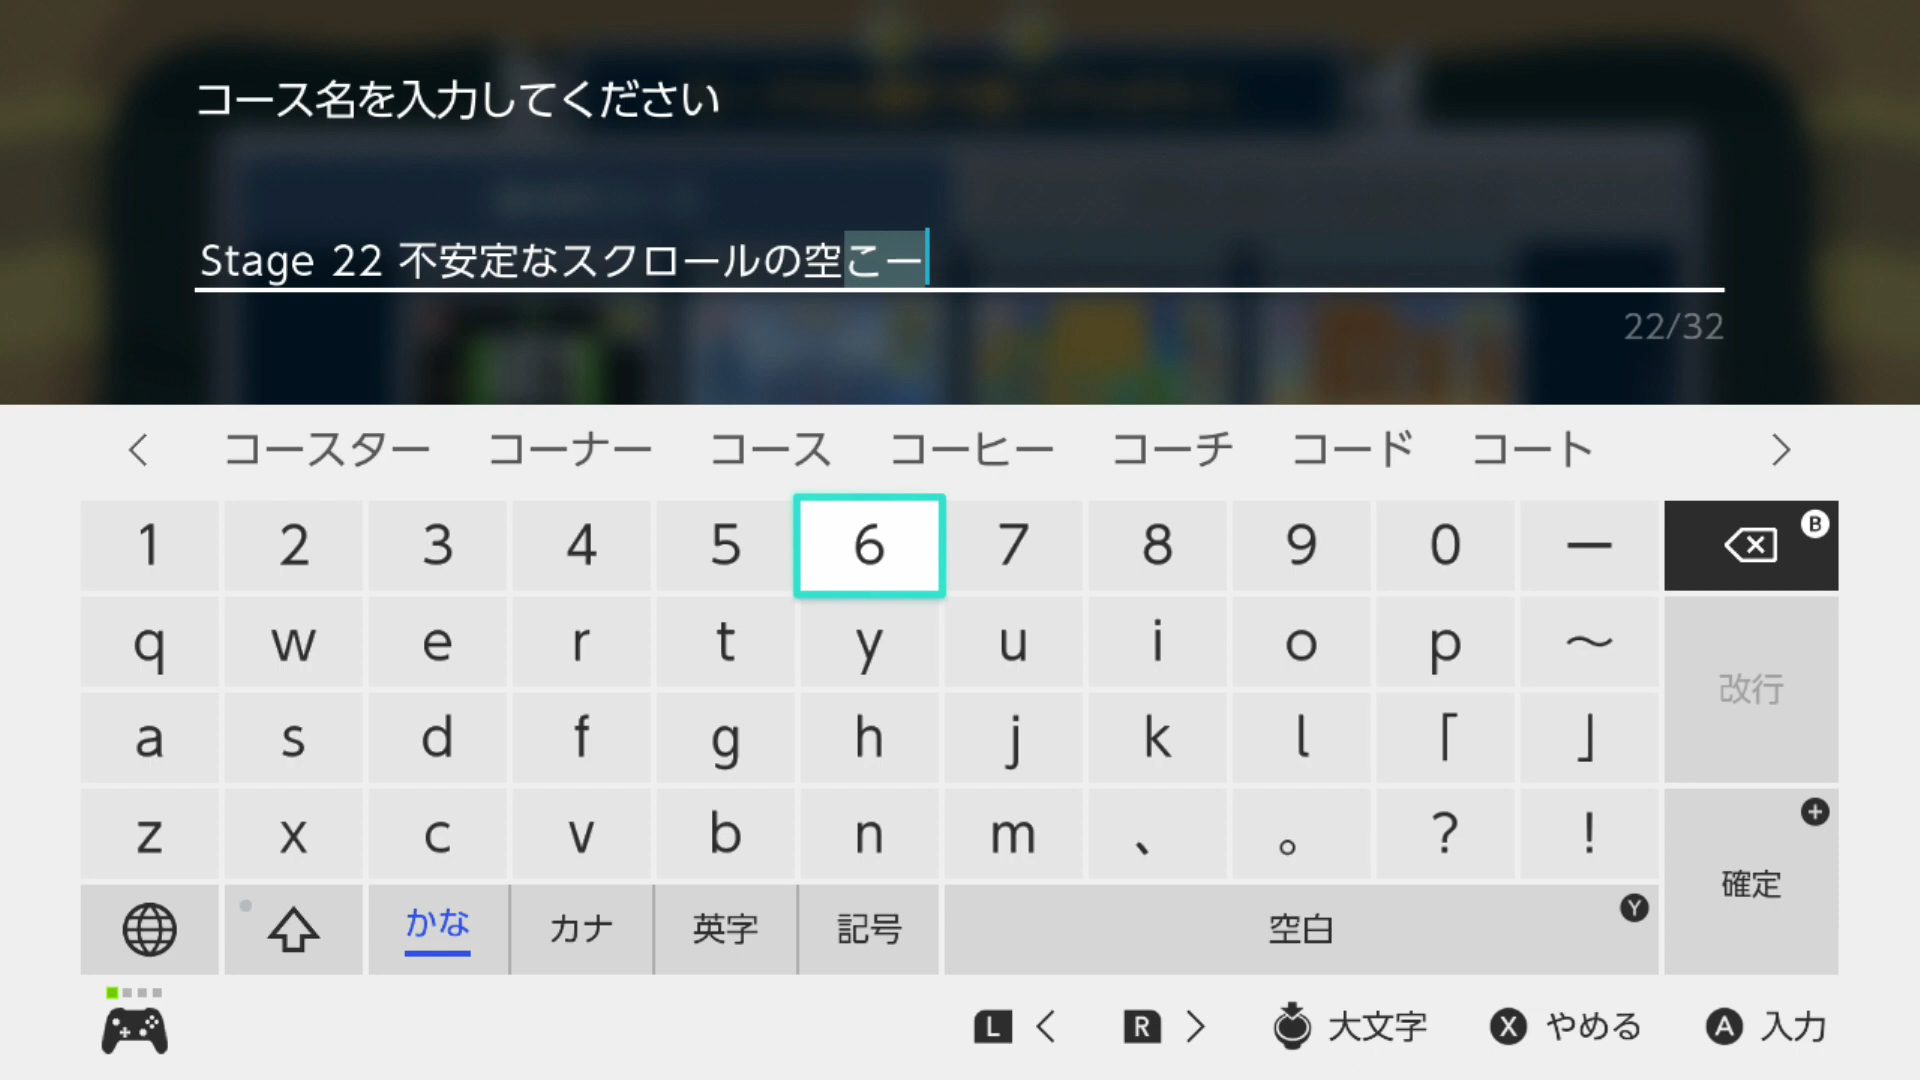 コース名を入力してください
Stage 22 不安定なスクロールの空こー
22/32
コースター コーナー コース コーヒー コーチ コード コート
1 2 3 4 5 6 7 8 9 0 ー B
q w e r t y u i o p ～
改行
a s d f g h j k l 「 」
z x c v b n m 、 。 ? !
確定
かな カナ 英字 記号 空白 Y
L R 大文字 X やめる A 入力